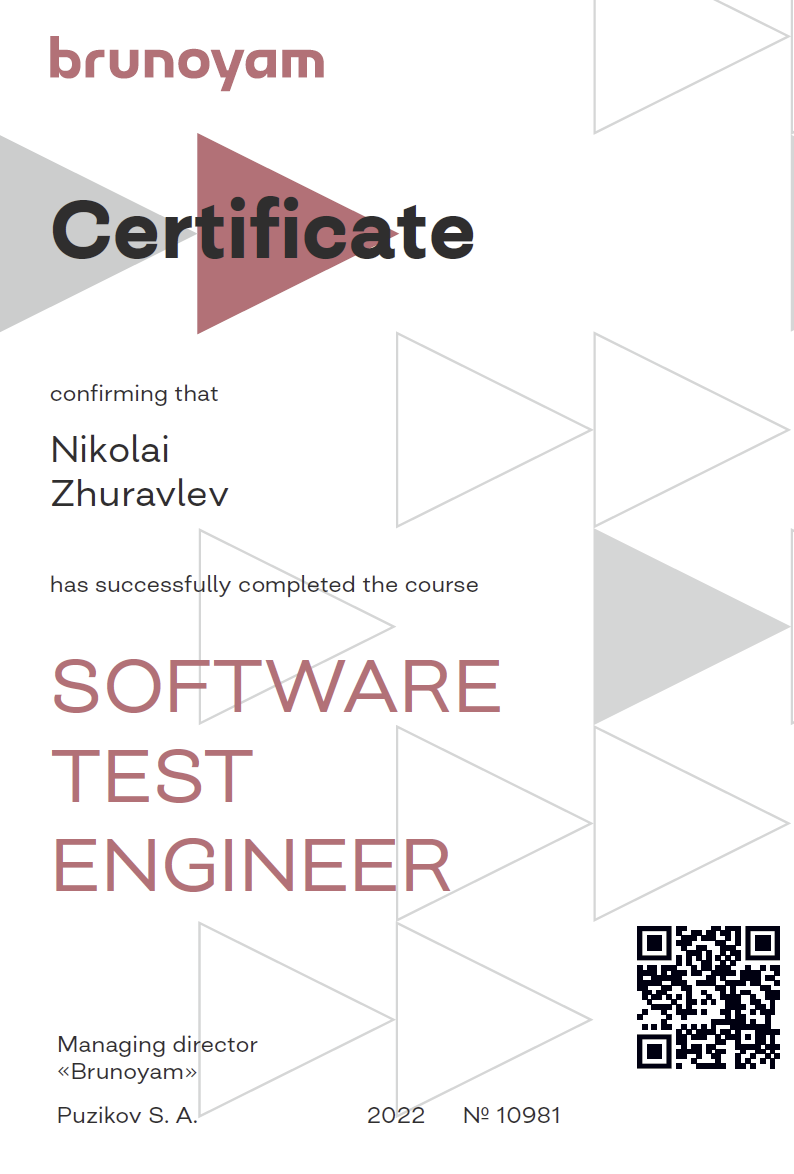 brunoyam
Certificate
confirming that
Nikolai
Zhuravlev
has successfully completed the course
SOFTWARE
TEST
ENGINEER
Managing director
«Brunoyam»
Puzikov S. A. 2022 № 10981